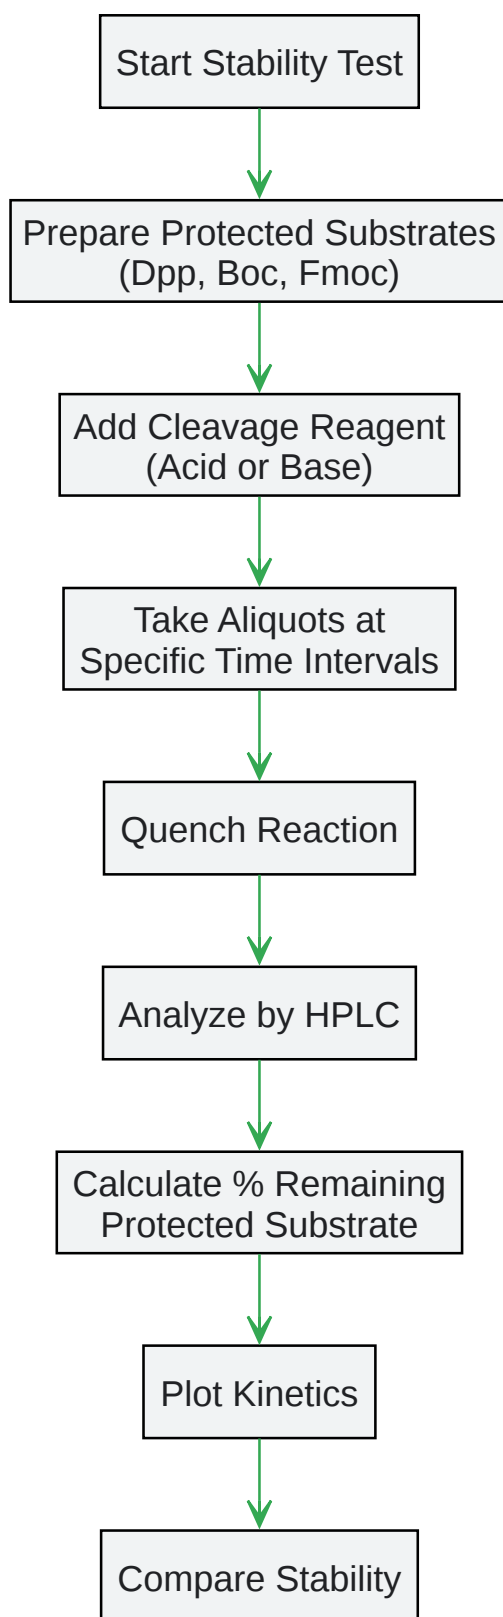 Start Stability Test
Prepare Protected Substrates
(Dpp, Boc, Fmoc)
Add Cleavage Reagent
(Acid or Base)
Take Aliquots at
Specific Time Intervals
Quench Reaction
Analyze by HPLC
Calculate % Remaining
Protected Substrate
Plot Kinetics
Compare Stability